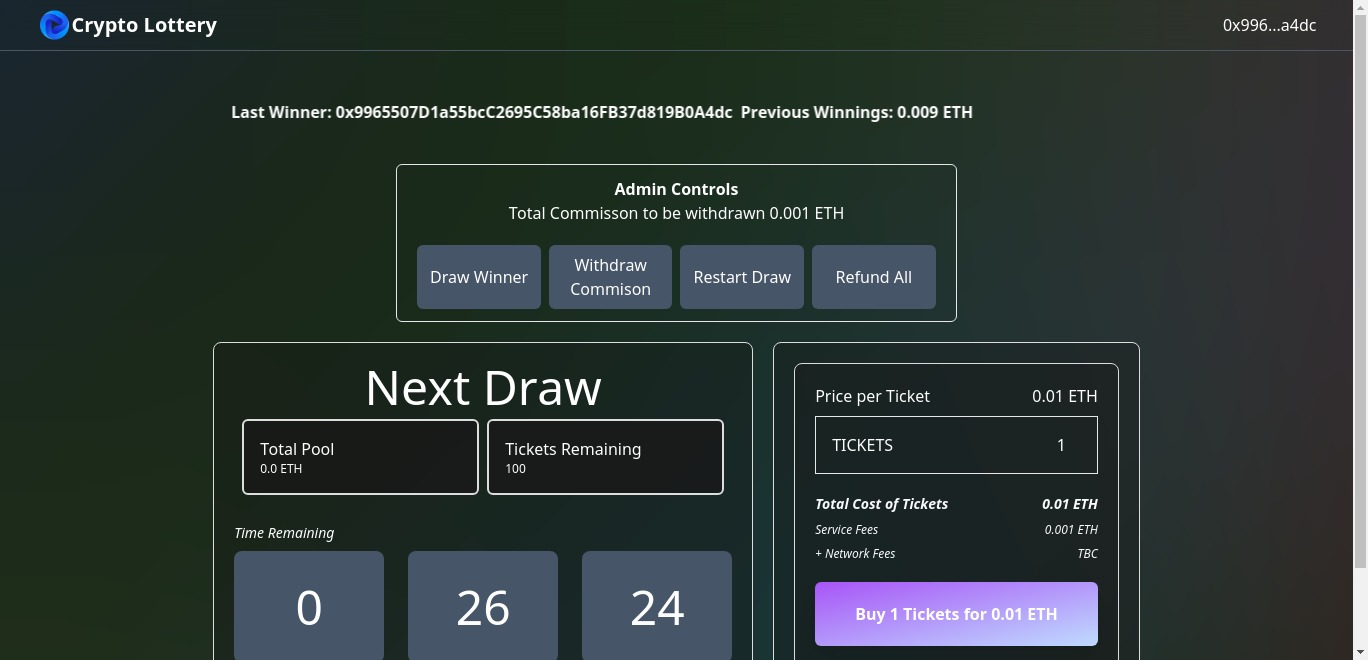 Crypto Lottery
0x996...a4dc
Last Winner: 0x9965507D1a55bcC2695C58ba16FB37d819B0A4dc Previous Winnings: 0.009 ETH
Admin Controls
Total Commisson to be withdrawn 0.001 ETH
Draw Winner
Withdraw
Commison
Restart Draw
Refund All
Next Draw
Total Pool
0.0 ETH
Tickets Remaining
100
Time Remaining
0
26
24
Price per Ticket 0.01 ETH
TICKETS 1
Total Cost of Tickets 0.01 ETH
Service Fees 0.001 ETH
+ Network Fees TBC
Buy 1 Tickets for 0.01 ETH